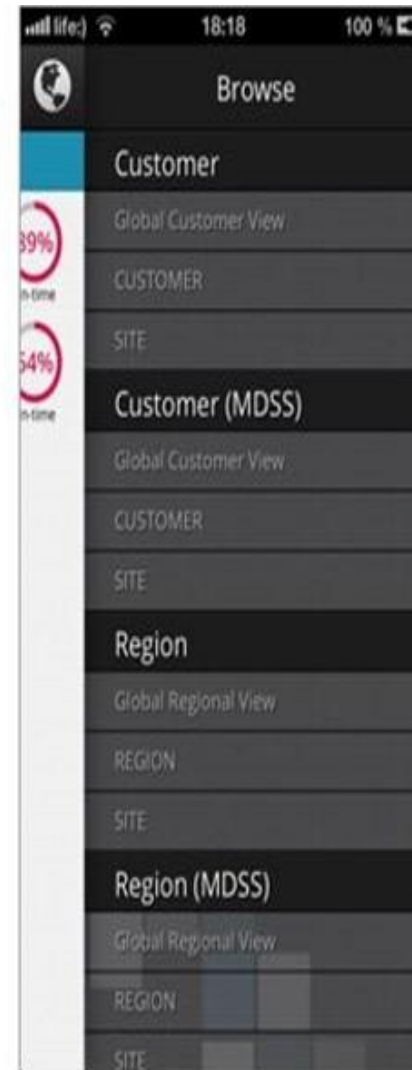 life:) 18:18 100 %
Browse
Customer
Global Customer View
CUSTOMER
SITE
Customer (MDSS)
Global Customer View
CUSTOMER
SITE
Region
Global Regional View
REGION
SITE
Region (MDSS)
Global Regional View
REGION
SITE
39%
n-time
54%
n-time